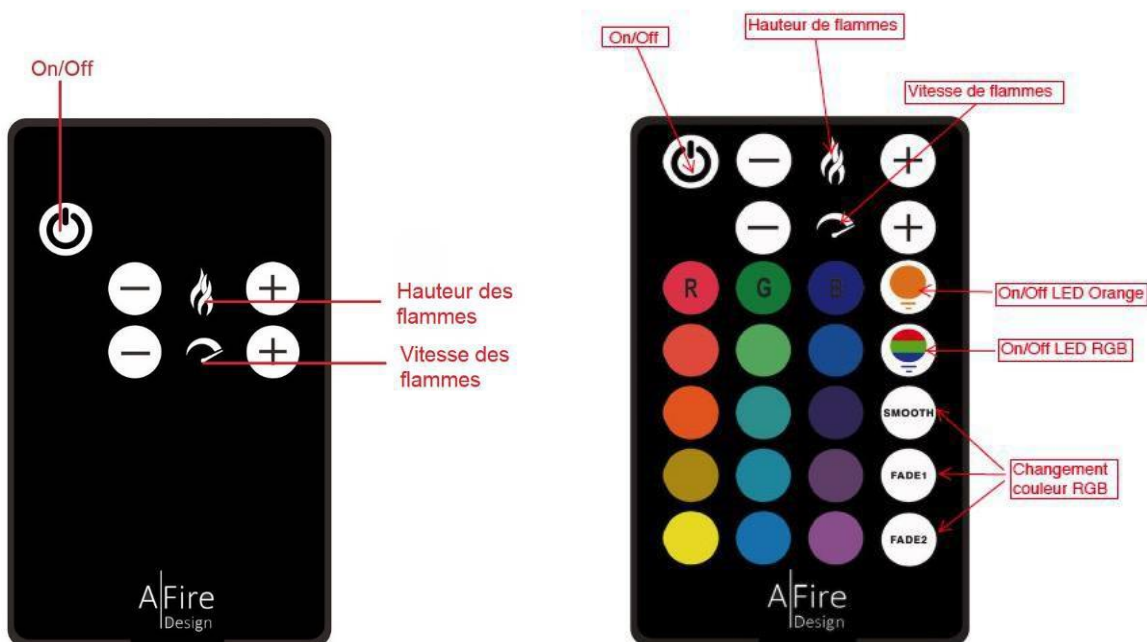 On/Off
Hauteur des
flammes
Vitesse des
flammes
A Fire
Design
On/Off
Hauteur de flammes
Vitesse de flammes
R G B
On/Off LED Orange
On/Off LED RGB
SMOOTH
FADE1
FADE2
Changement
couleur RGB
A Fire
Design